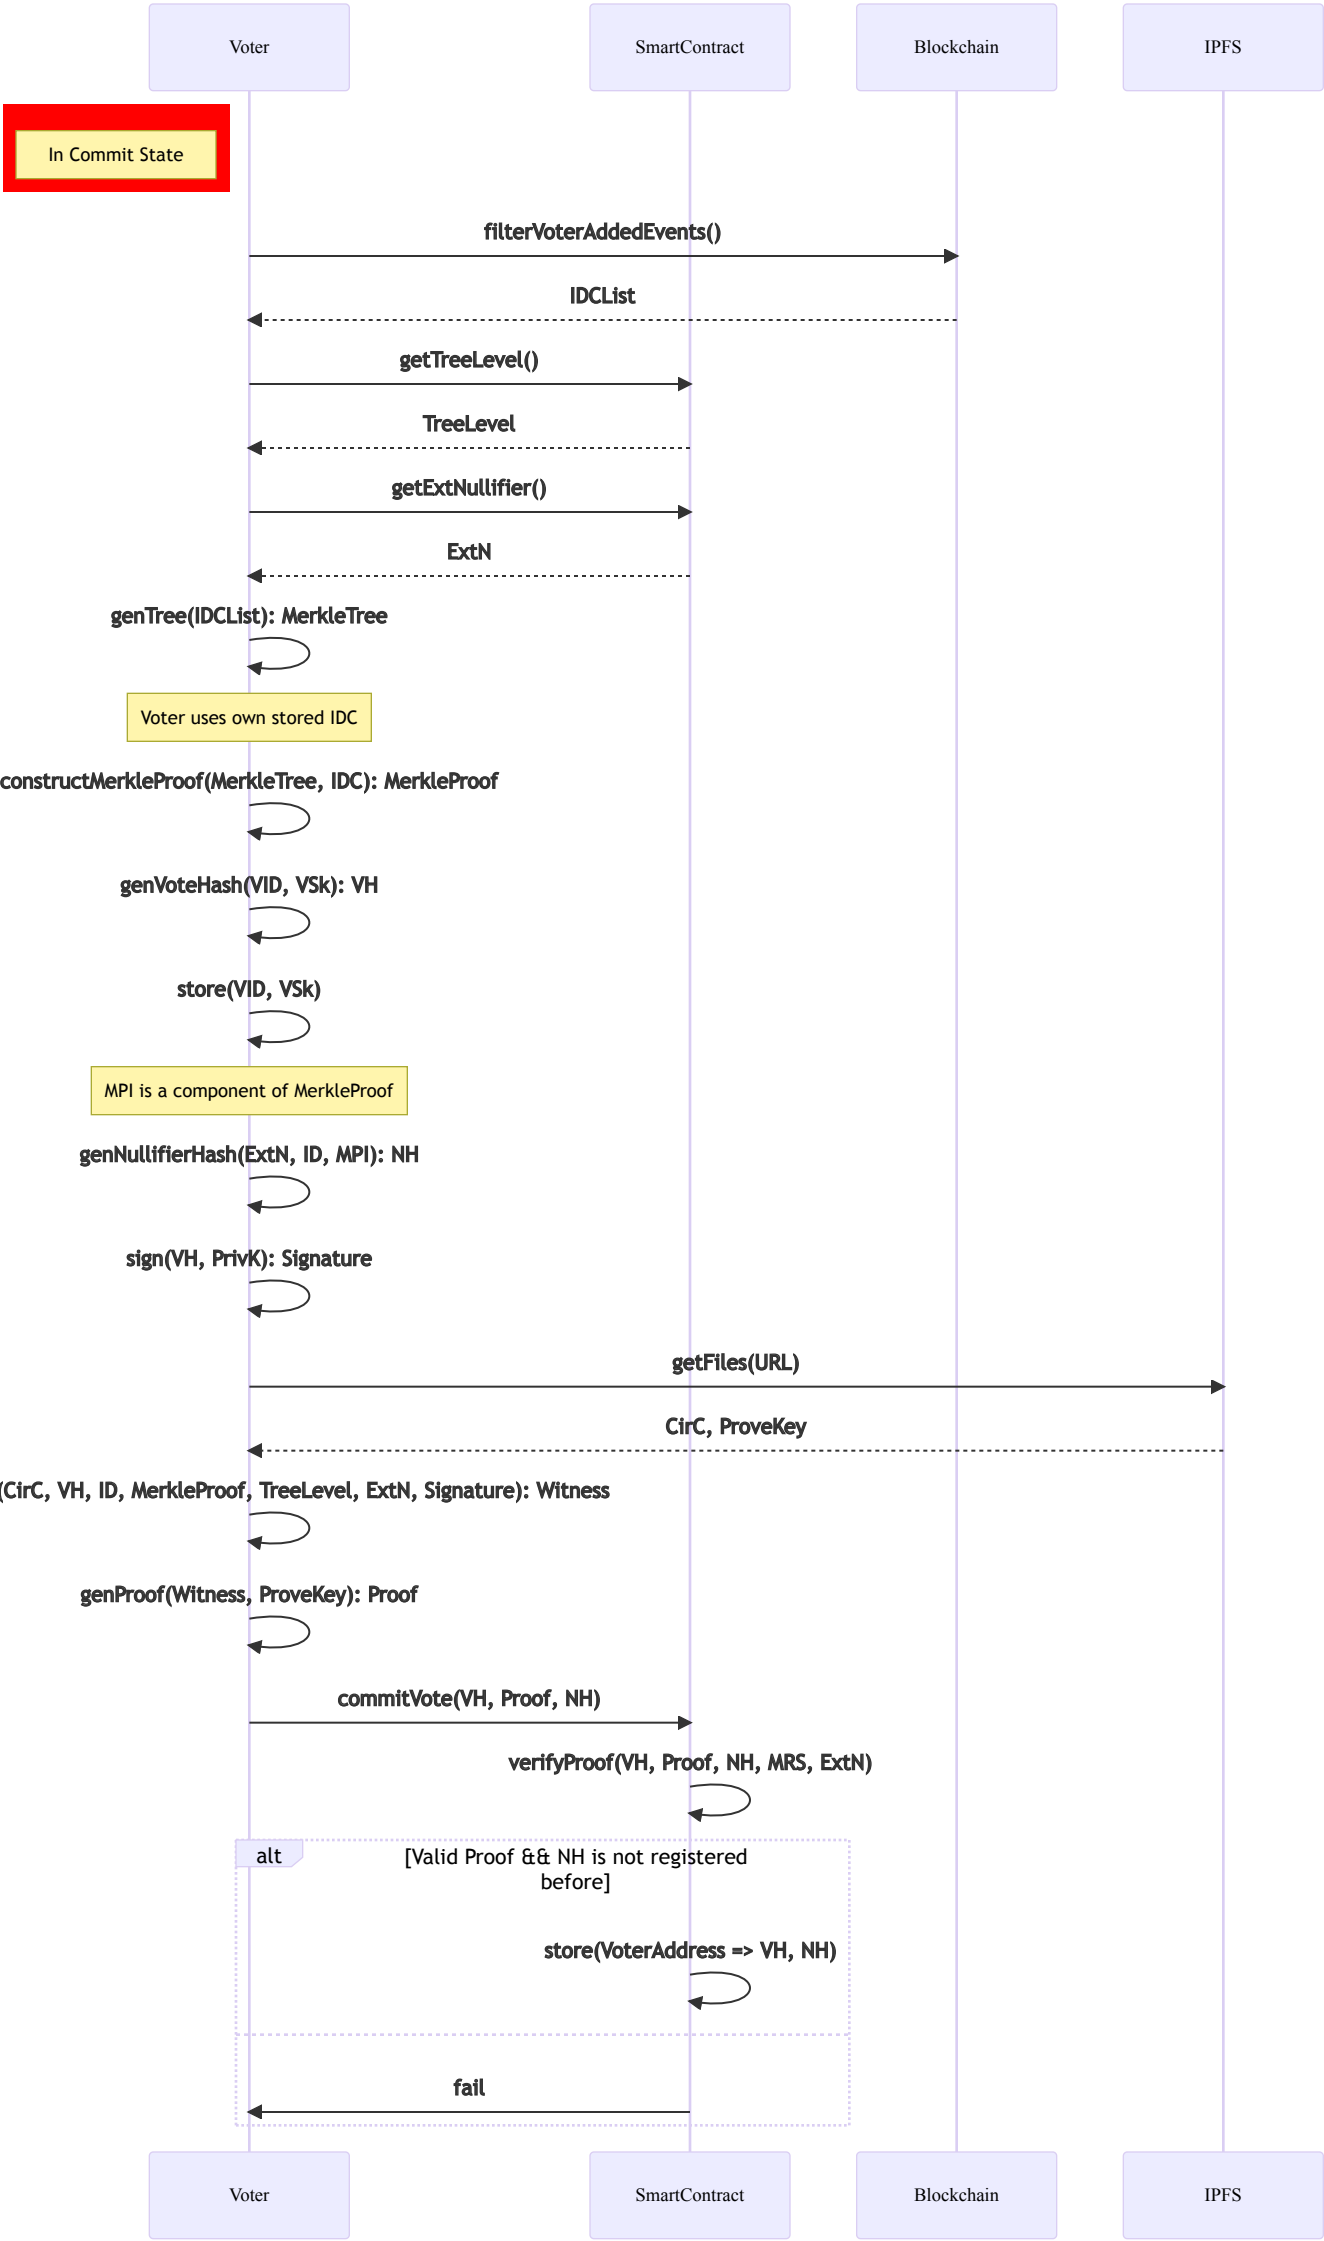 Voter
SmartContract
Blockchain
IPFS
In Commit State
filterVoterAddedEvents()
IDCList
getTreeLevel()
TreeLevel
getExtNullifier()
ExtN
genTree(IDCList): MerkleTree
Voter uses own stored IDC
constructMerkleProof(MerkleTree, IDC): MerkleProof
genVoteHash(VID, VSk): VH
store(VID, VSk)
MPI is a component of MerkleProof
genNullifierHash(ExtN, ID, MPI): NH
sign(VH, PrivK): Signature
getFiles(URL)
CirC, ProveKey
(CirC, VH, ID, MerkleProof, TreeLevel, ExtN, Signature): Witness
genProof(Witness, ProveKey): Proof
commitVote(VH, Proof, NH)
verifyProof(VH, Proof, NH, MRS, ExtN)
alt
[Valid Proof && NH is not registered
before]
store(VoterAddress => VH, NH)
fail
Voter
SmartContract
Blockchain
IPFS